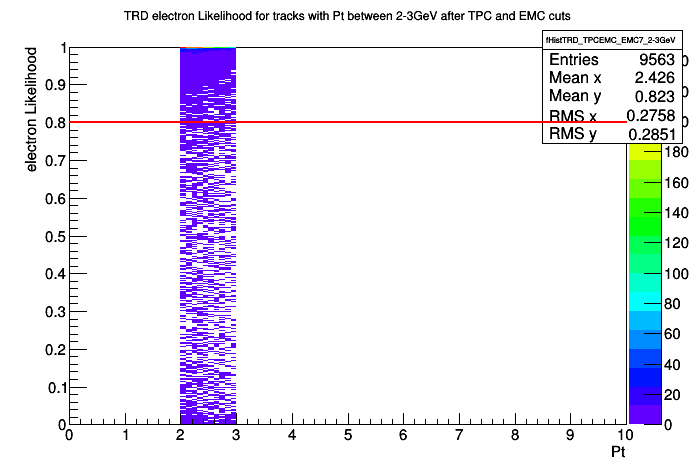 TRD electron Likelihood for tracks with Pt between 2-3GeV after TPC and EMC cuts
fHistTRD_TPCEMC_EMC7_2-3GeV
Entries 9563
Mean x 2.426
Mean y 0.823
RMS x 0.2758
RMS y 0.2851
electron Likelihood
1
0.9
0.8
0.7
0.6
0.5
0.4
0.3
0.2
0.1
0
0 1 2 3 4 5 6 7 8 9 10
Pt
180
160
140
120
100
80
60
40
20
0